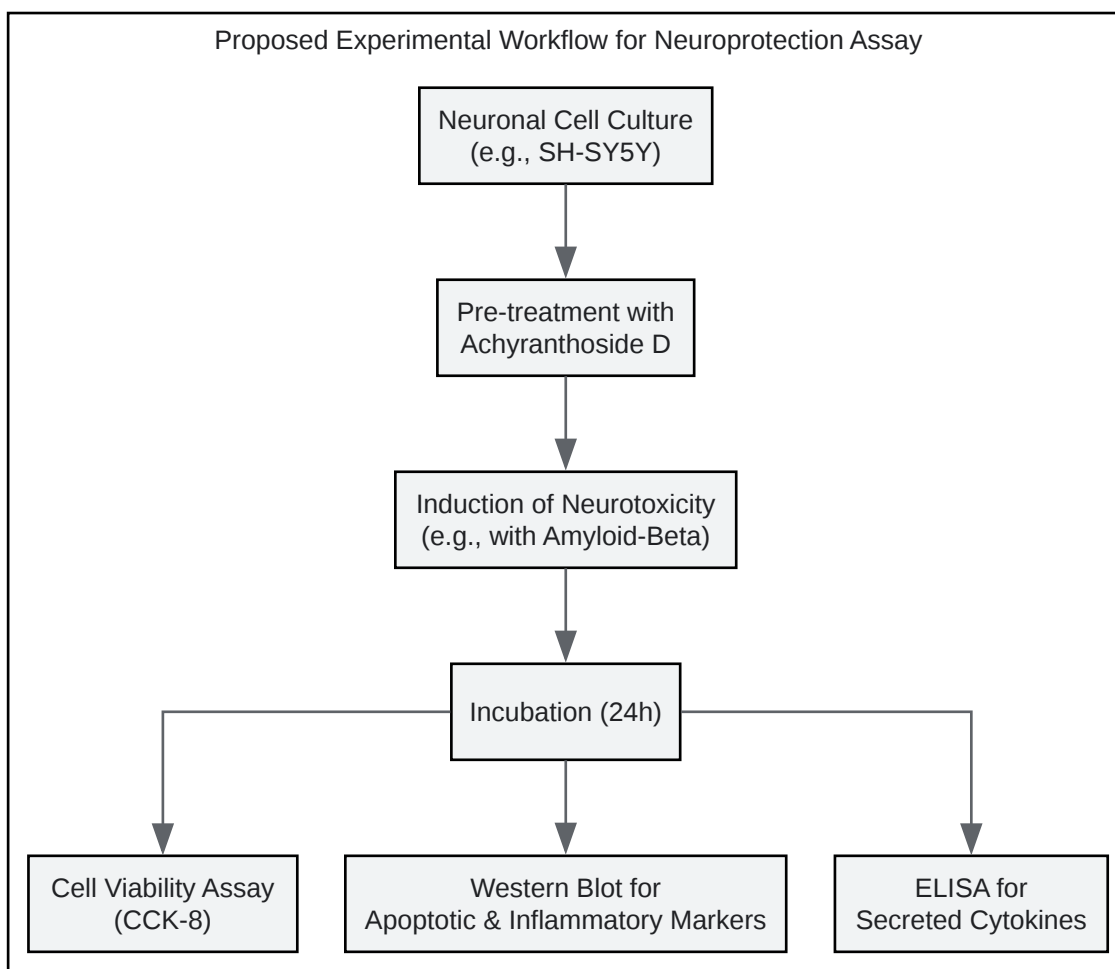 Proposed Experimental Workflow for Neuroprotection Assay
Neuronal Cell Culture
(e.g., SH-SY5Y)
Pre-treatment with
Achyranthoside D
Induction of Neurotoxicity
(e.g., with Amyloid-Beta)
Incubation (24h)
Cell Viability Assay
(CCK-8)
Western Blot for
Apoptotic & Inflammatory Markers
ELISA for
Secreted Cytokines